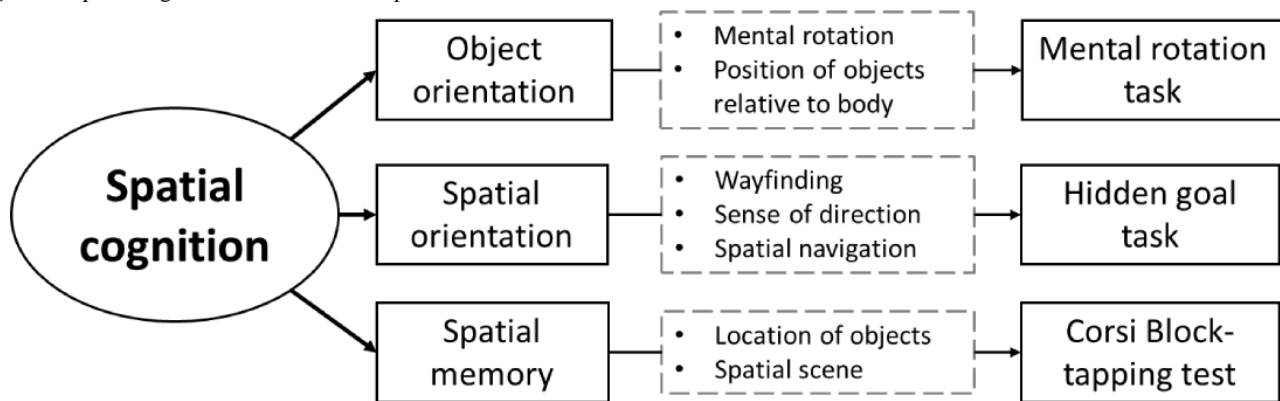 Spatial
cognition
Object
orientation
• Mental rotation
• Position of objects
relative to body
Mental rotation
task
Spatial
orientation
• Wayfinding
• Sense of direction
• Spatial navigation
Hidden goal
task
Spatial
memory
• Location of objects
• Spatial scene
Corsi Block-
tapping test